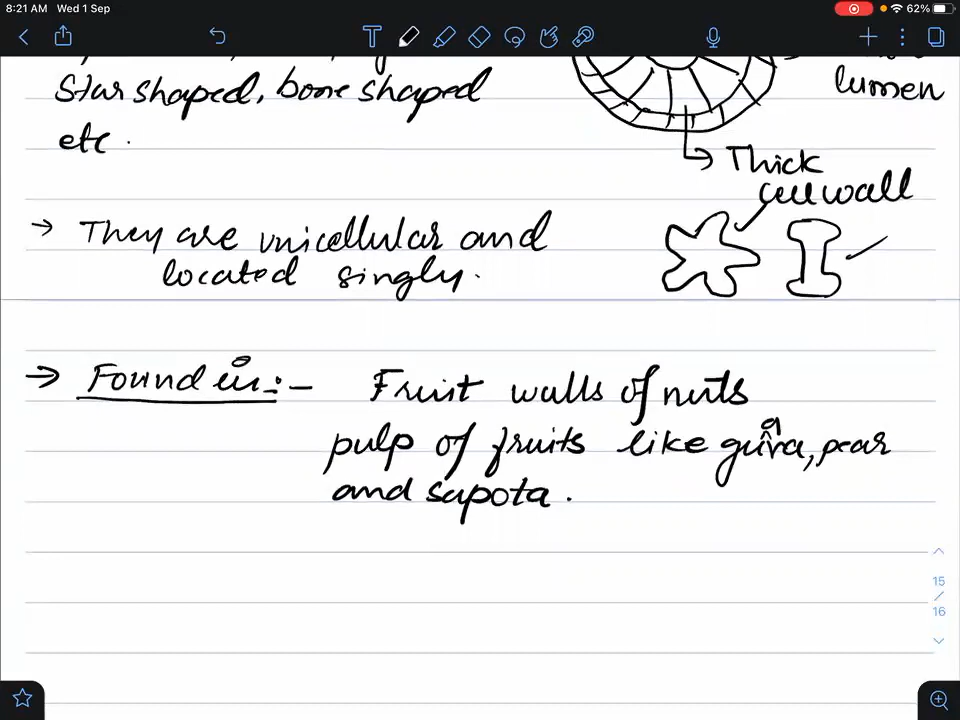 8:21 AM Wed 1 Sep
62%
T
lumen
Star shaped, bone shaped
etc.
Thick
cell wall
→ They are unicellular and
located singly.
→ Found in:- Fruit walls of nuts
pulp of fruits like guava, pear
and sapota.
15
/
16